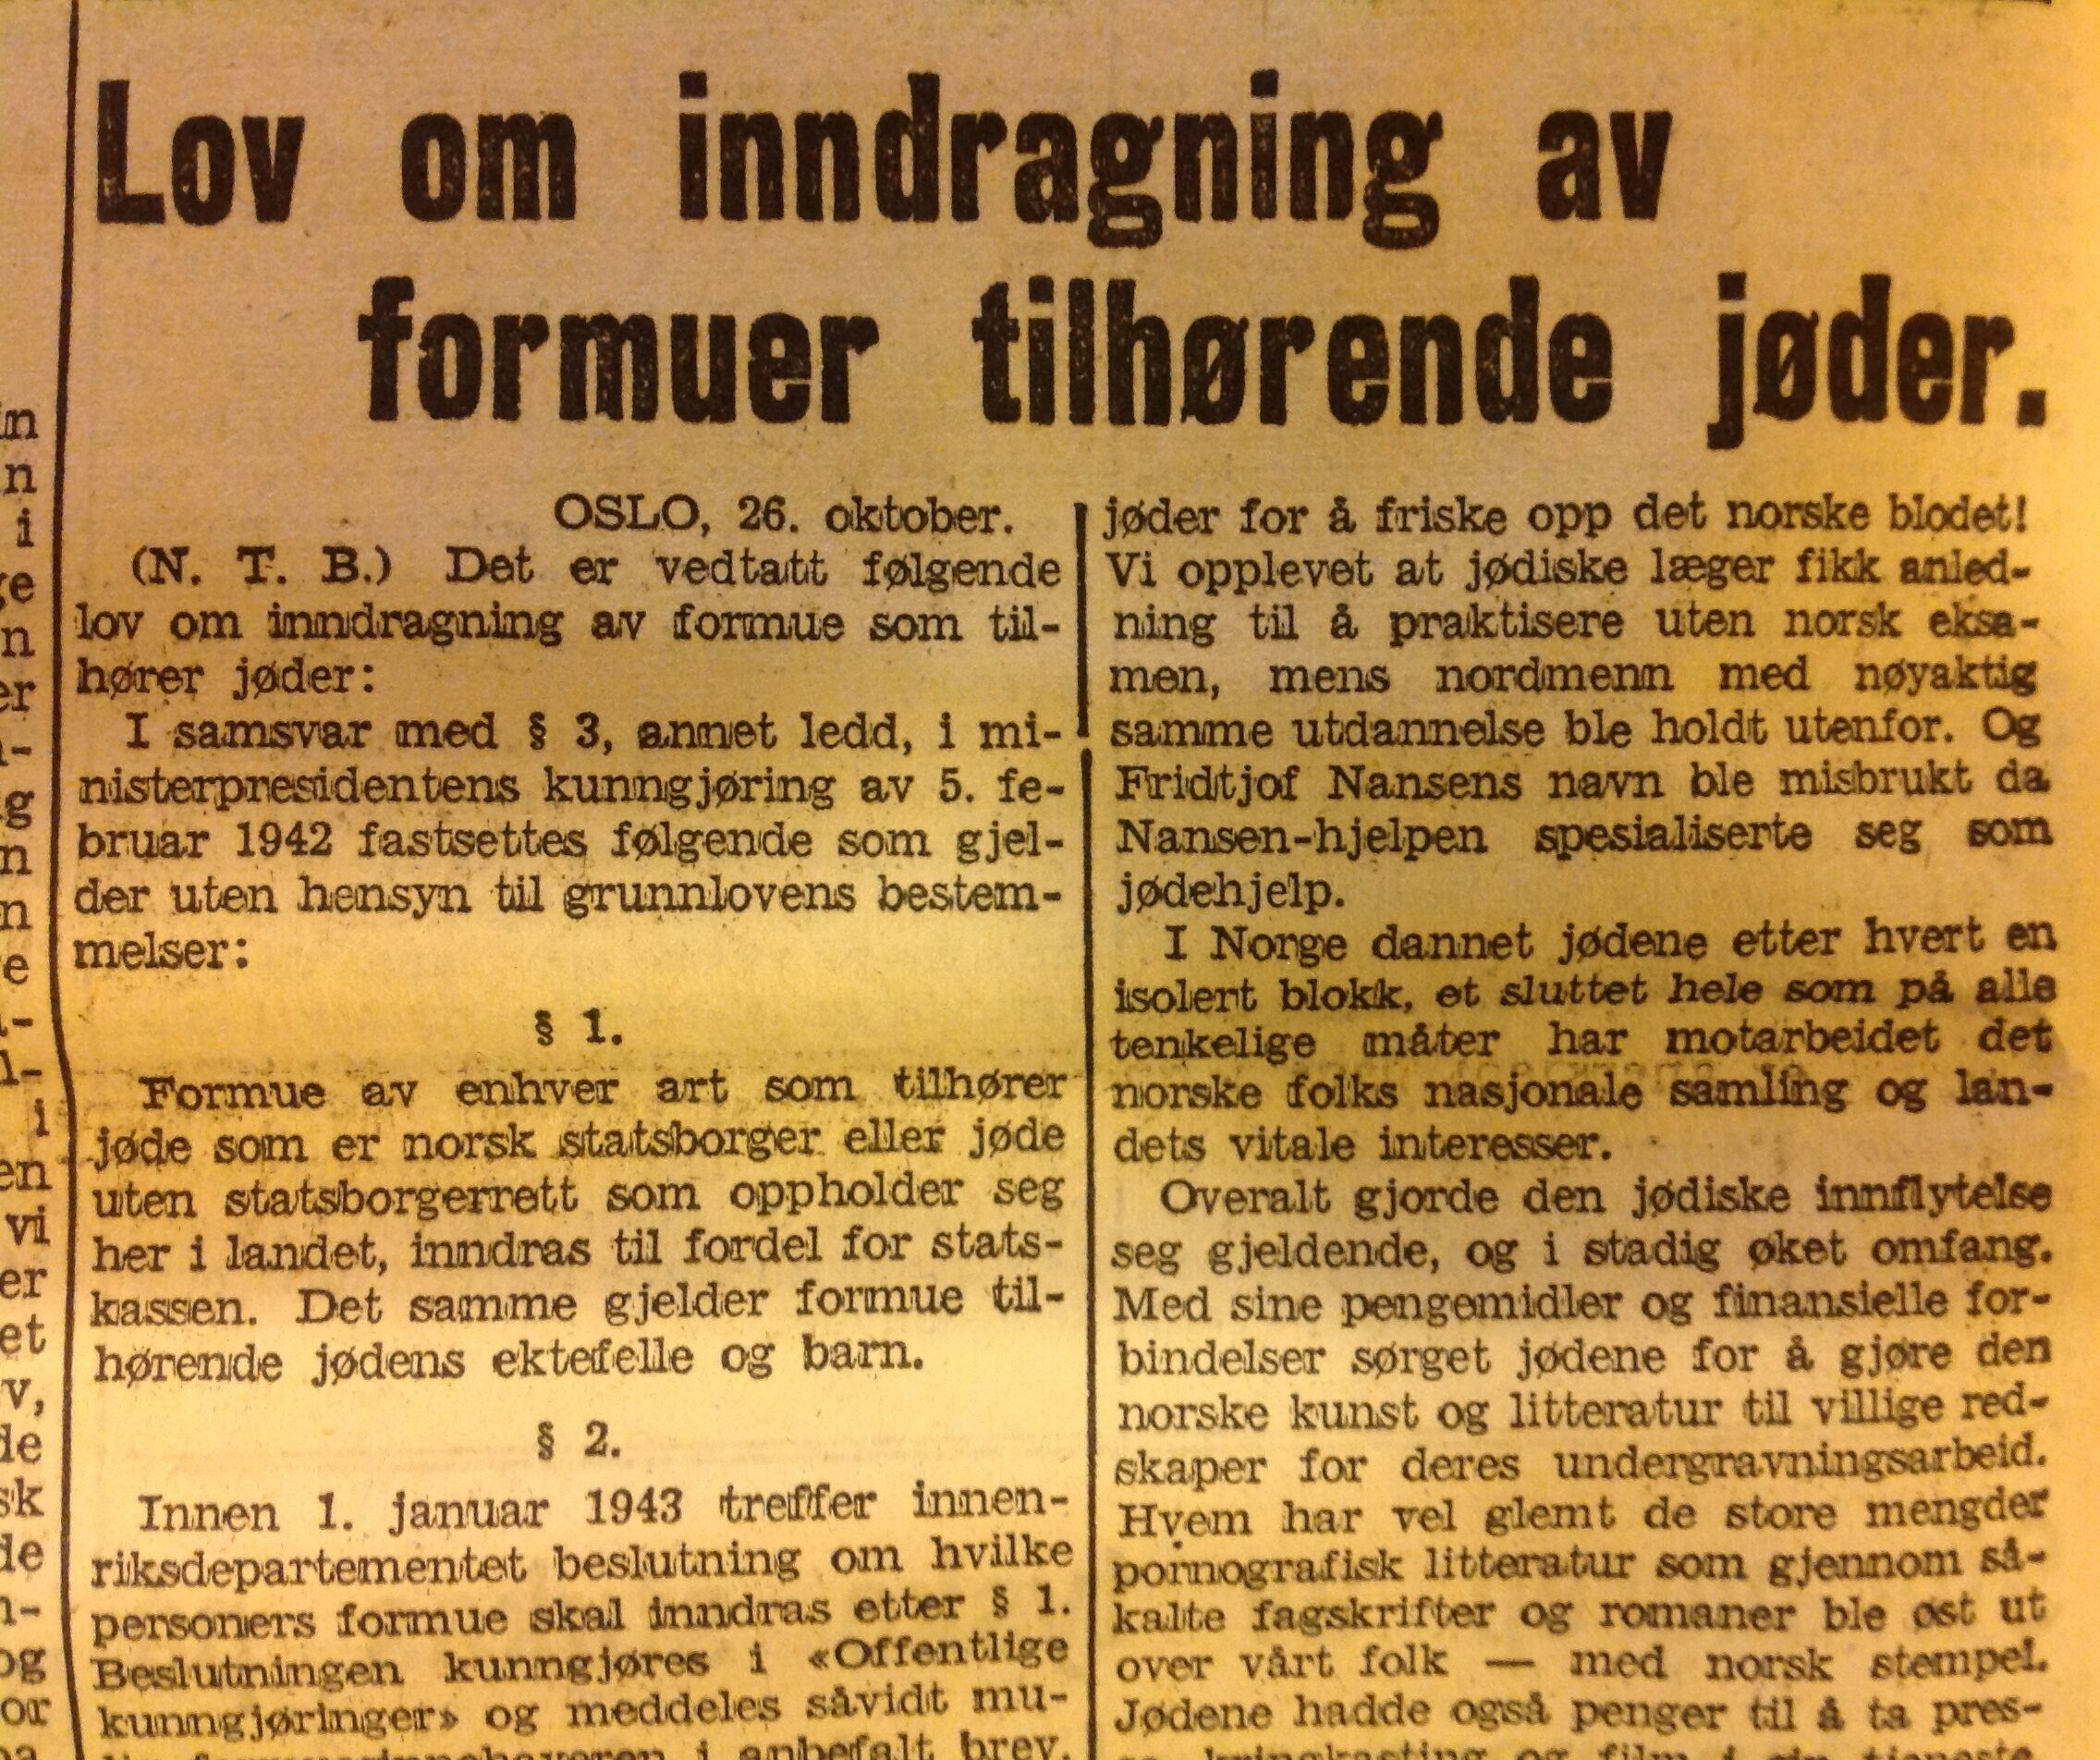 Lov om inndragning av
formuer tilhørende jøder.
OSLO, 26. oktober.
(N. T. B.) Det er vedtatt følgende
lov om inndragning av formue som til-
hører jøder:
I samsvar med § 3, annet ledd, i mi-
nisterpresidentens kunngjøring av 5. fe-
bruar 1942 fastsettes følgende som gjel-
der uten hensyn til grunnlovens bestem-
melser:
§ 1.
Formue av enhver art som tilhører
jøde som er norsk statsborger eller jøde
uten statsborgerrett som oppholder seg
her i landet, inndras til fordel for stats-
kassen. Det samme gjelder formue til-
hørende jødens ektefelle og barn.
§ 2.
Innen 1. januar 1943 treffer innen-
riksdepartementet beslutning om hvilke
personers formue skal inndras etter § 1.
Beslutningen kunngjøres i «Offentlige
kunngjøringer» og meddeles såvidt mu-
i anbefalt brev.
jøder for å friske opp det norske blodet!
Vi opplevet at jødiske læger fikk anled-
ning til å praktisere uten norsk eksa-
men, mens nordmenn med nøyaktig
samme utdannelse ble holdt utenfor. Og
Fridtjof Nansens navn ble misbrukt da
Nansen-hjelpen spesialiserte seg som
jødehjelp.
I Norge dannet jødene etter hvert en
isolert blokk, et sluttet hele som på alle
tenkelige måter har motarbeidet det
norske folks nasjonale samling og lan-
dets vitale interesser.
Overalt gjorde den jødiske innflytelse
seg gjeldende, og i stadig øket omfang.
Med sine pengemidler og finansielle for-
bindelser sørget jødene for å gjøre den
norske kunst og litteratur til villige red-
skaper for deres undergravningsarbeid.
Hvem har vel glemt de store mengder
pornografisk litteratur som gjennom så-
kalte fagskrifter og romaner ble øst ut
over vårt folk — med norsk stempel.
Jødene hadde også penger til å ta pres-
kringkasting og film i sin tjeneste